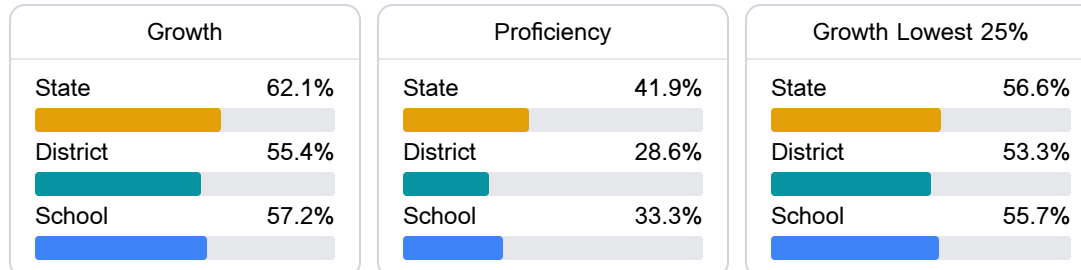 Growth
State 62.1%
District 55.4%
School 57.2%
Proficiency
State 41.9%
District 28.6%
School 33.3%
Growth Lowest 25%
State 56.6%
District 53.3%
School 55.7%